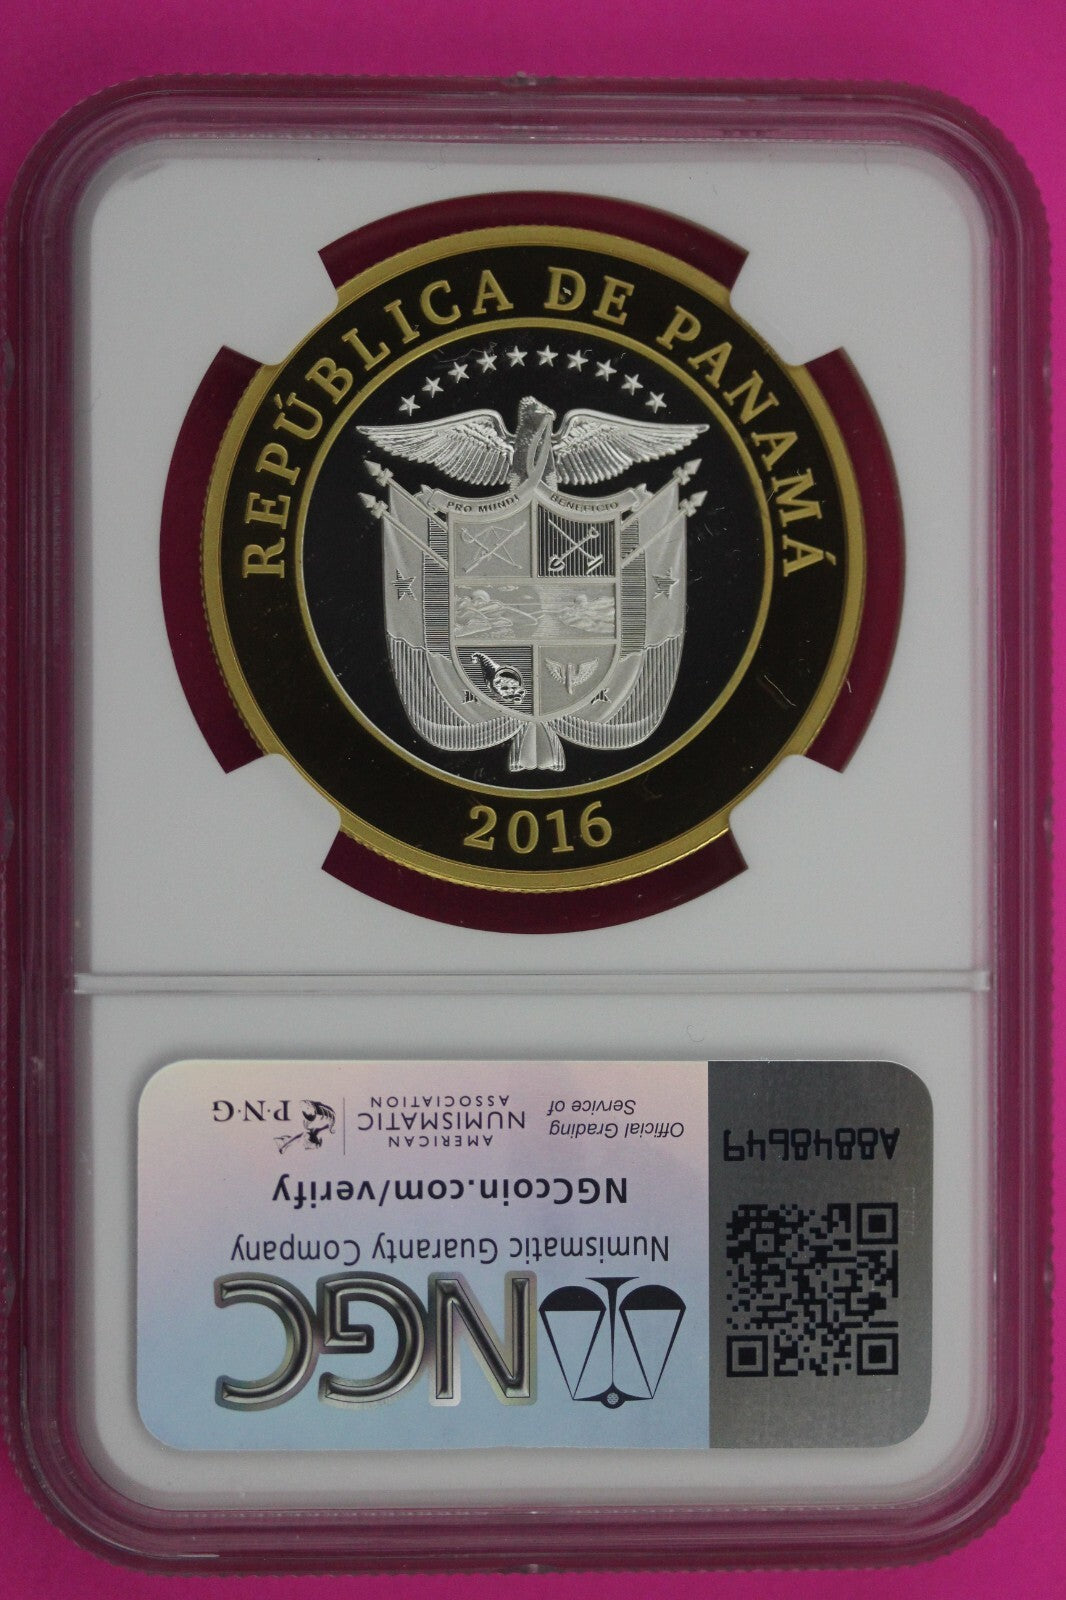 REPÚBLICA DE PANAMÁ
PRO MUNDI BENEFICIO
2016
NGC
Numismatic Guaranty Company
NGCcoin.com/verify
Official Grading
Service of
AMERICAN
NUMISMATIC
ASSOCIATION
P·N·G
A8848649